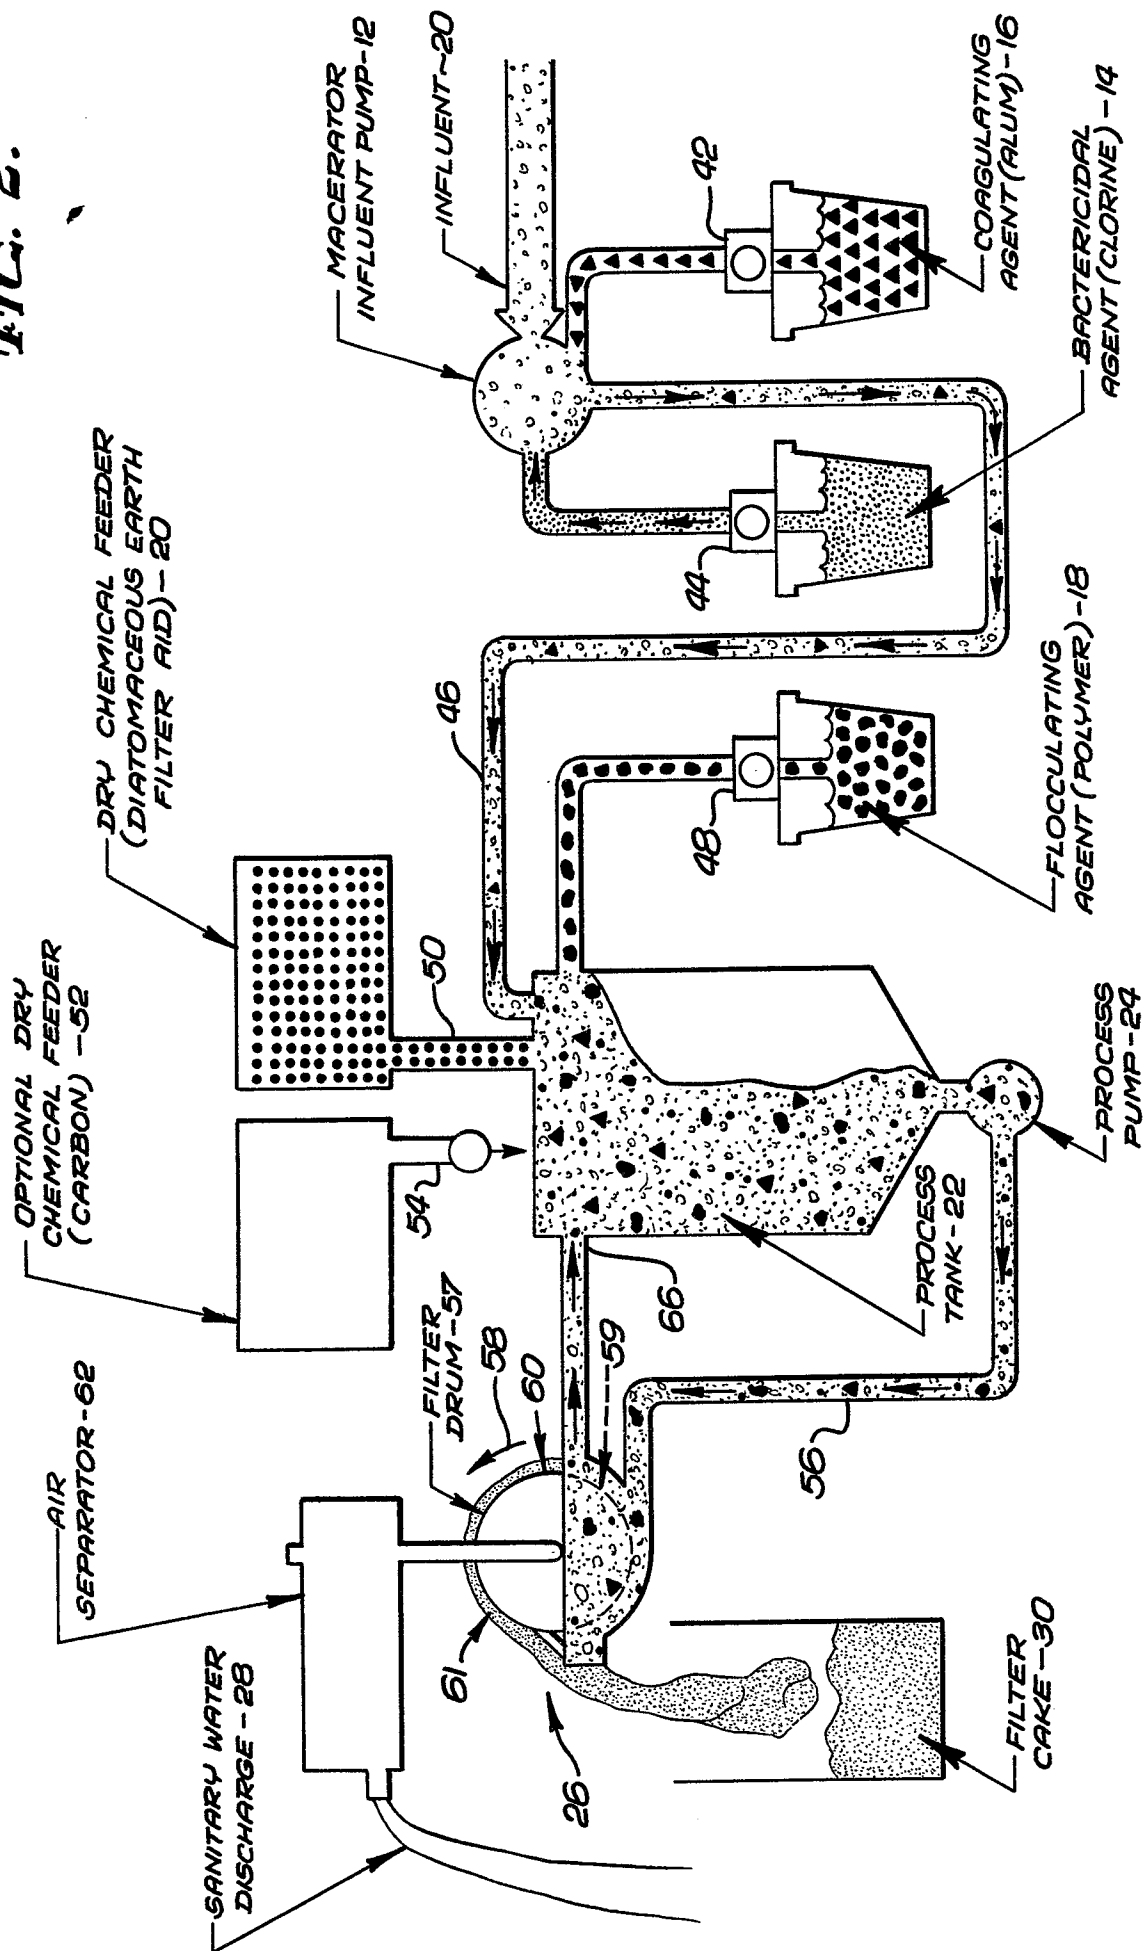 FIG. 2.
AIR
SEPARATOR-62
OPTIONAL DRY
CHEMICAL FEEDER
(CARBON)-52
DRY CHEMICAL FEEDER
(DIATOMACEOUS EARTH
FILTER AID)-20
MACERATOR
INFLUENT PUMP-12
INFLUENT~20
SANITARY WATER
DISCHARGE-28
54
50
46
FILTER
DRUM-57
58
60
59
61
26
66
44
42
48
56
PROCESS
TANK-22
FILTER
CAKE-30
PROCESS
PUMP-24
FLOCCULATING
AGENT (POLYMER)-18
BACTERICIDAL
AGENT (CLORINE)-14
COAGULATING
AGENT (ALUM)-16